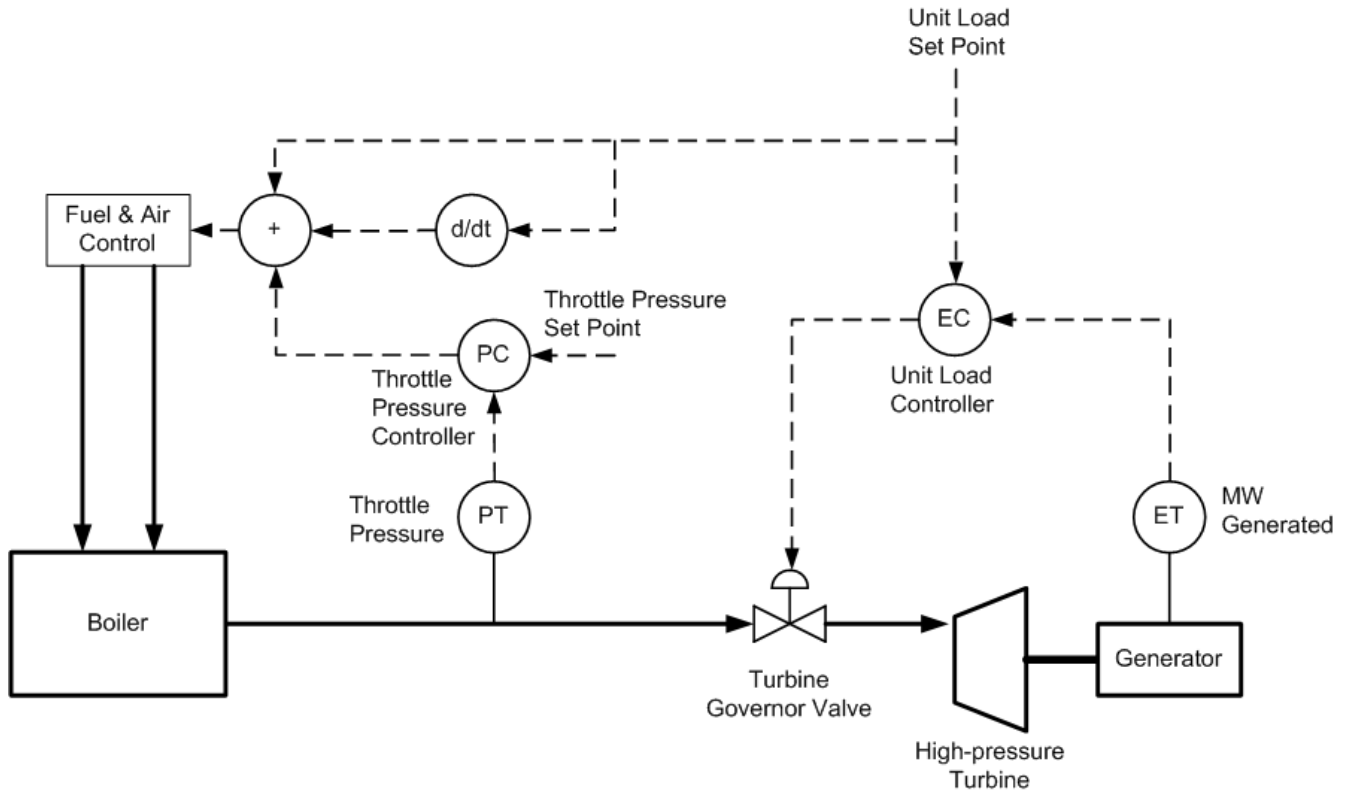 Unit Load
Set Point
Fuel & Air
Control
+
d/dt
Throttle Pressure
Set Point
PC
EC
Throttle
Pressure
Controller
Unit Load
Controller
Throttle
Pressure
PT
ET
MW
Generated
Boiler
Generator
Turbine
Governor Valve
High-pressure
Turbine